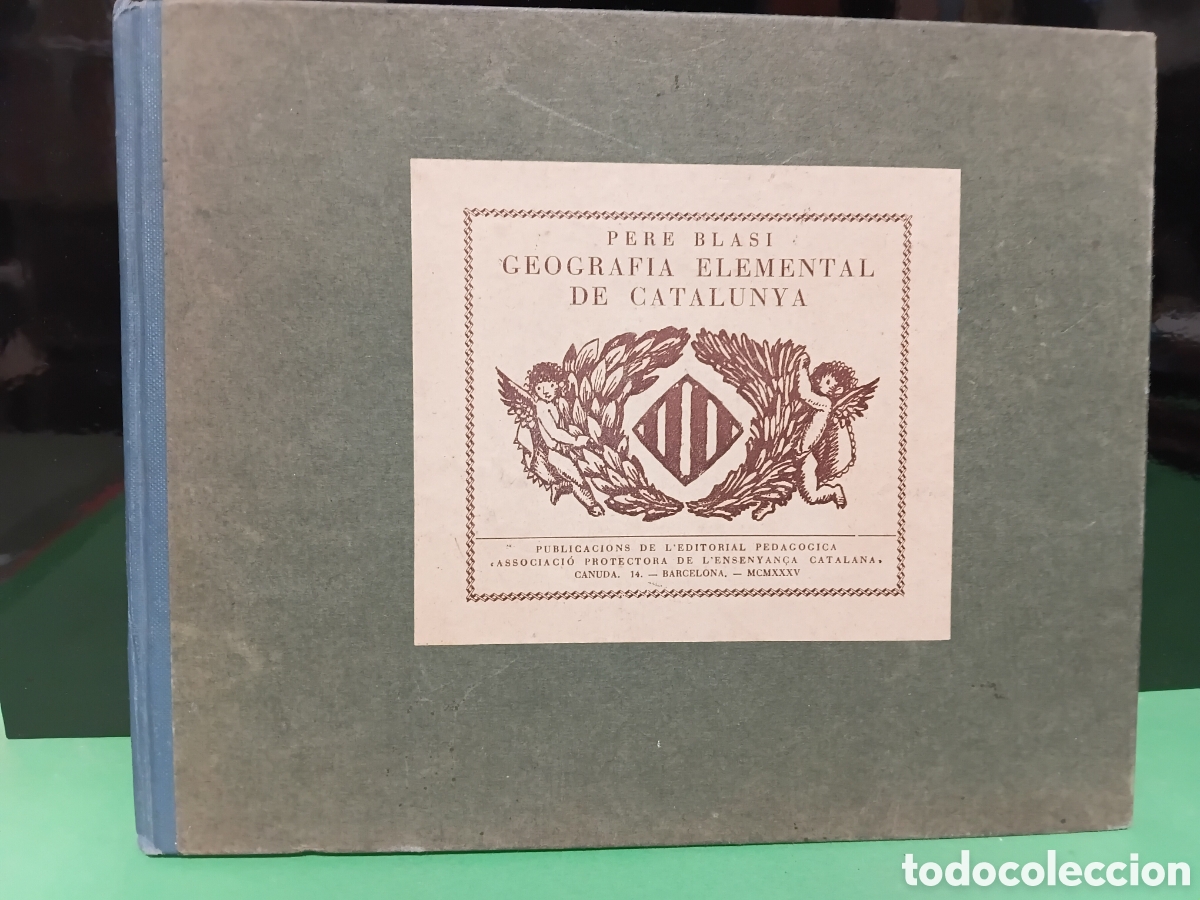 PERE BLASI
GEOGRAFIA ELEMENTAL
DE CATALUNYA
PUBLICACIONS DE L'EDITORIAL PEDAGOGICA
«ASSOCIACIÓ PROTECTORA DE L'ENSENYANÇA CATALANA»
CANUDA, 14. — BARCELONA. — MCMXXXV
todocoleccion